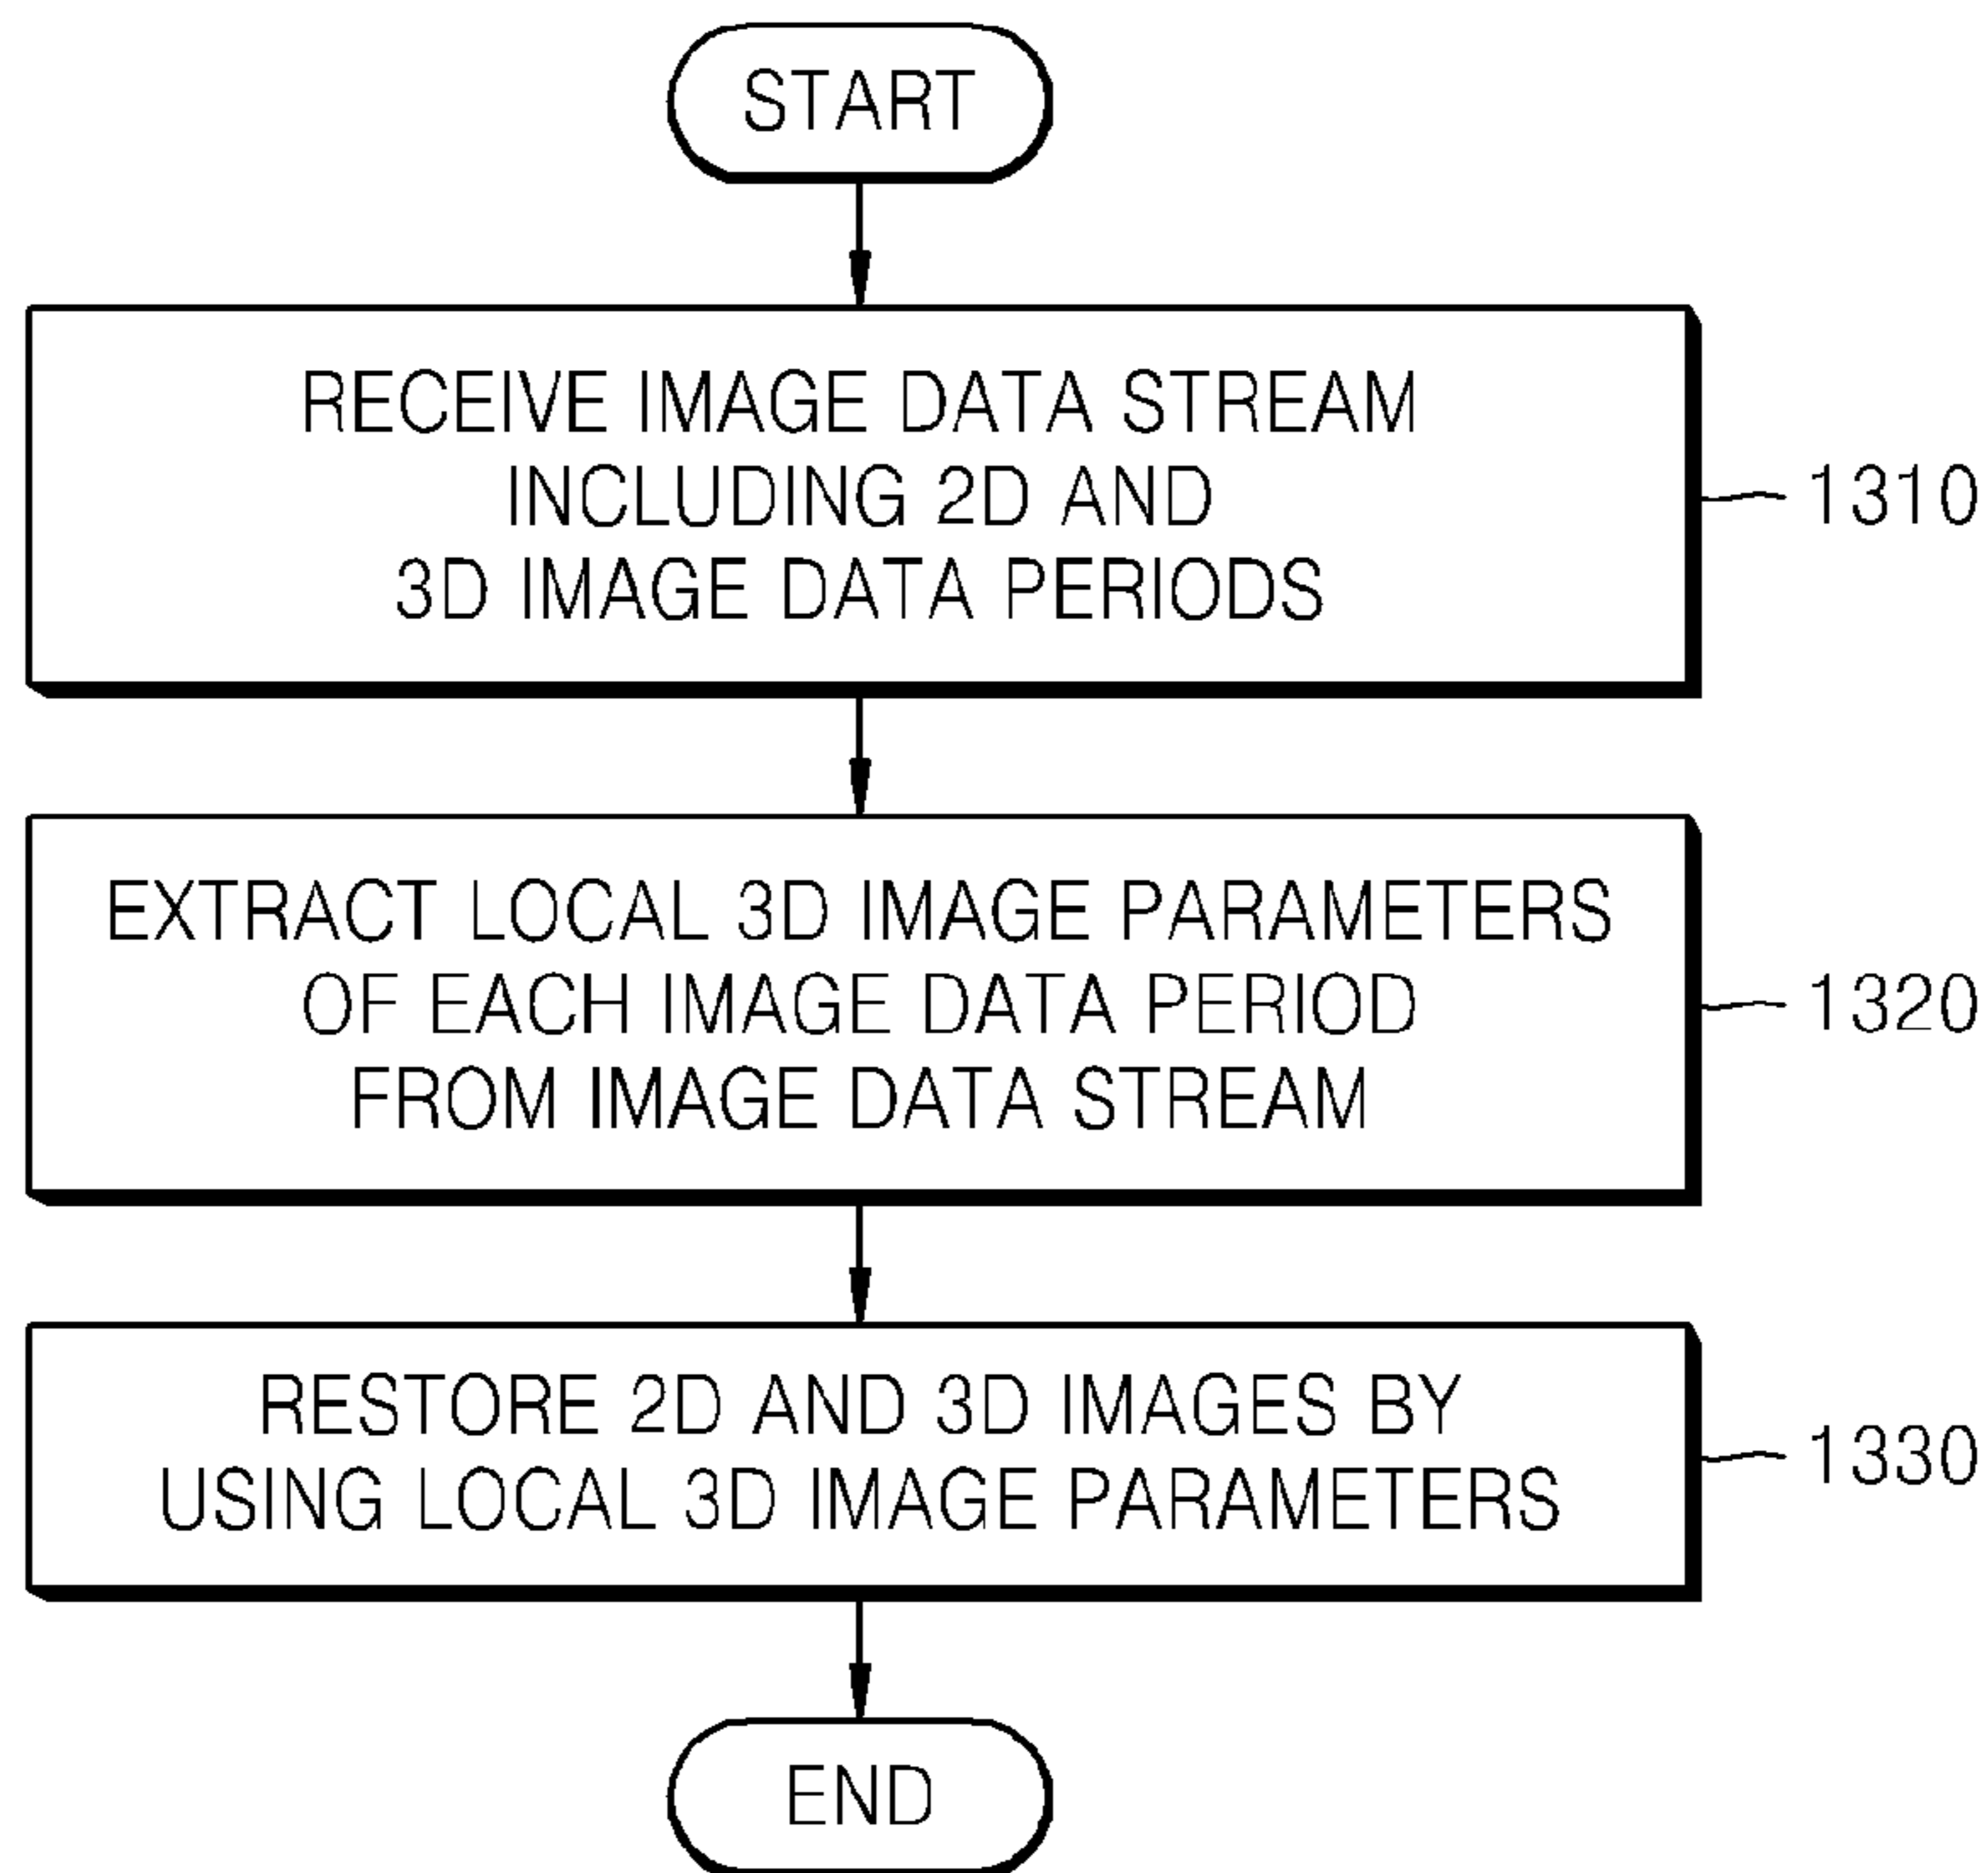 START
RECEIVE IMAGE DATA STREAM
INCLUDING 2D AND
3D IMAGE DATA PERIODS
1310
EXTRACT LOCAL 3D IMAGE PARAMETERS
OF EACH IMAGE DATA PERIOD
FROM IMAGE DATA STREAM
1320
RESTORE 2D AND 3D IMAGES BY
USING LOCAL 3D IMAGE PARAMETERS
1330
END